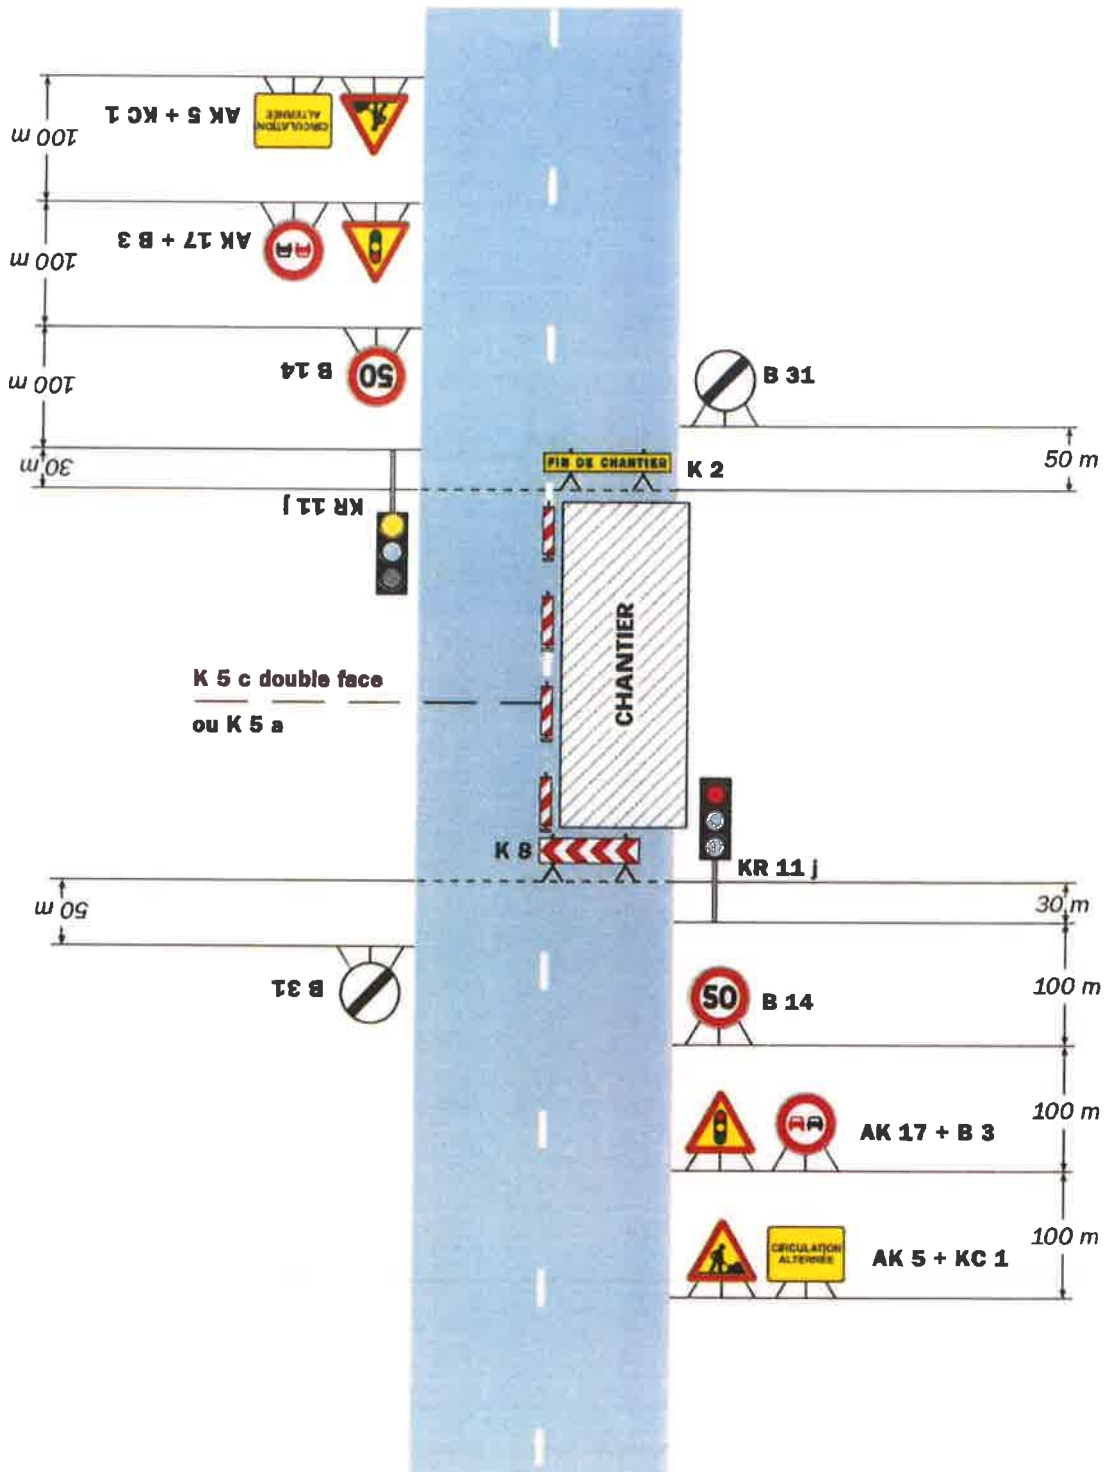 100 m
AK 5 + KC 1
CIRCULATION
ALTERNÉE
100 m
AK 17 + B 3
100 m
B 14
50
B 31
30 m
KR 11 j
FIN DE CHANTIER
K 2
50 m
CHANTIER
K 5 c double face
ou K 5 a
K 8
KR 11 j
50 m
30 m
B 31
50
B 14
100 m
AK 17 + B 3
100 m
CIRCULATION
ALTERNÉE
AK 5 + KC 1
100 m